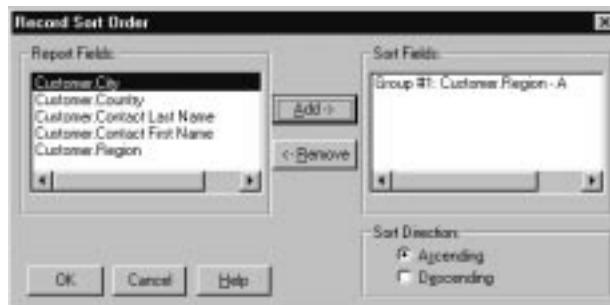 Record Sort Order
Report Fields:
Customer.City
Customer.Country
Customer.Contact Last Name
Customer.Contact First Name
Customer.Region
Add ->
<- Remove
Sort Fields:
Group #1: Customer.Region - A
Sort Direction:
Ascending
Descending
OK
Cancel
Help